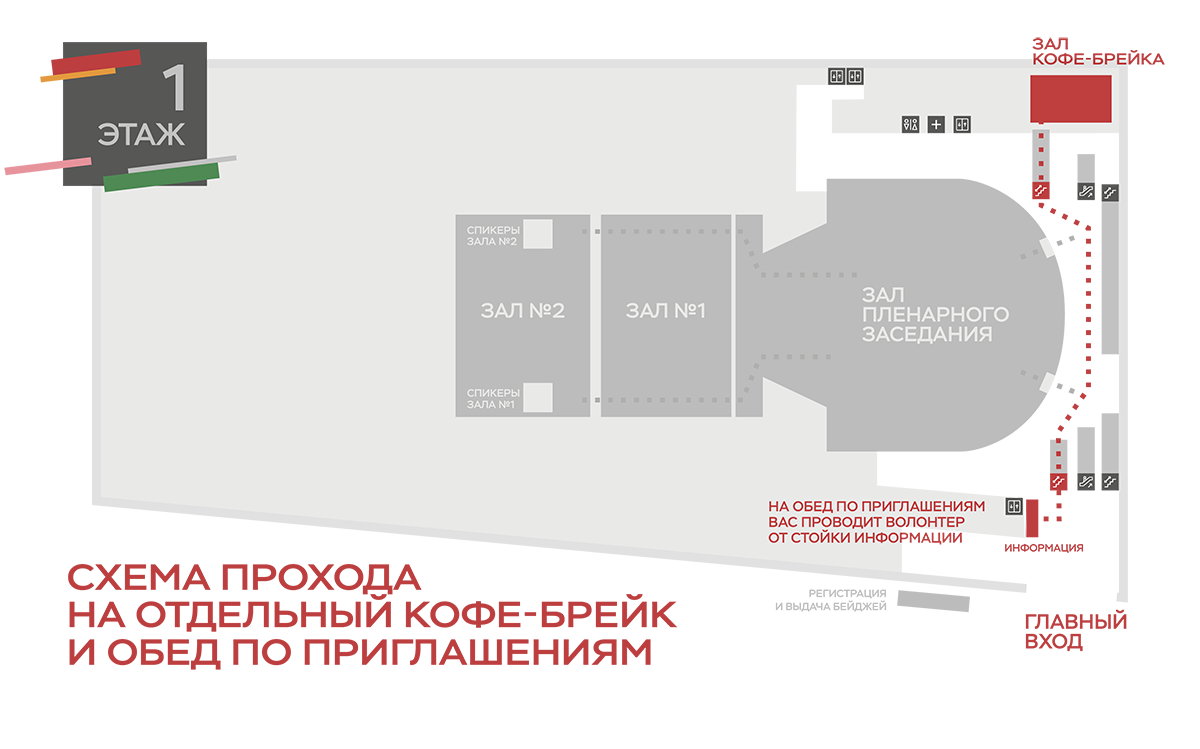 1
ЭТАЖ
ЗАЛ
КОФЕ-БРЕЙКА
СПИКЕРЫ
ЗАЛА №2
ЗАЛ №2
ЗАЛ №1
ЗАЛ
ПЛЕНАРНОГО
ЗАСЕДАНИЯ
СПИКЕРЫ
ЗАЛА №1
НА ОБЕД ПО ПРИГЛАШЕНИЯМ
ВАС ПРОВОДИТ ВОЛОНТЕР
ОТ СТОЙКИ ИНФОРМАЦИИ
ИНФОРМАЦИЯ
СХЕМА ПРОХОДА
НА ОТДЕЛЬНЫЙ КОФЕ-БРЕЙК
И ОБЕД ПО ПРИГЛАШЕНИЯМ
РЕГИСТРАЦИЯ
И ВЫДАЧА БЕЙДЖЕЙ
ГЛАВНЫЙ
ВХОД